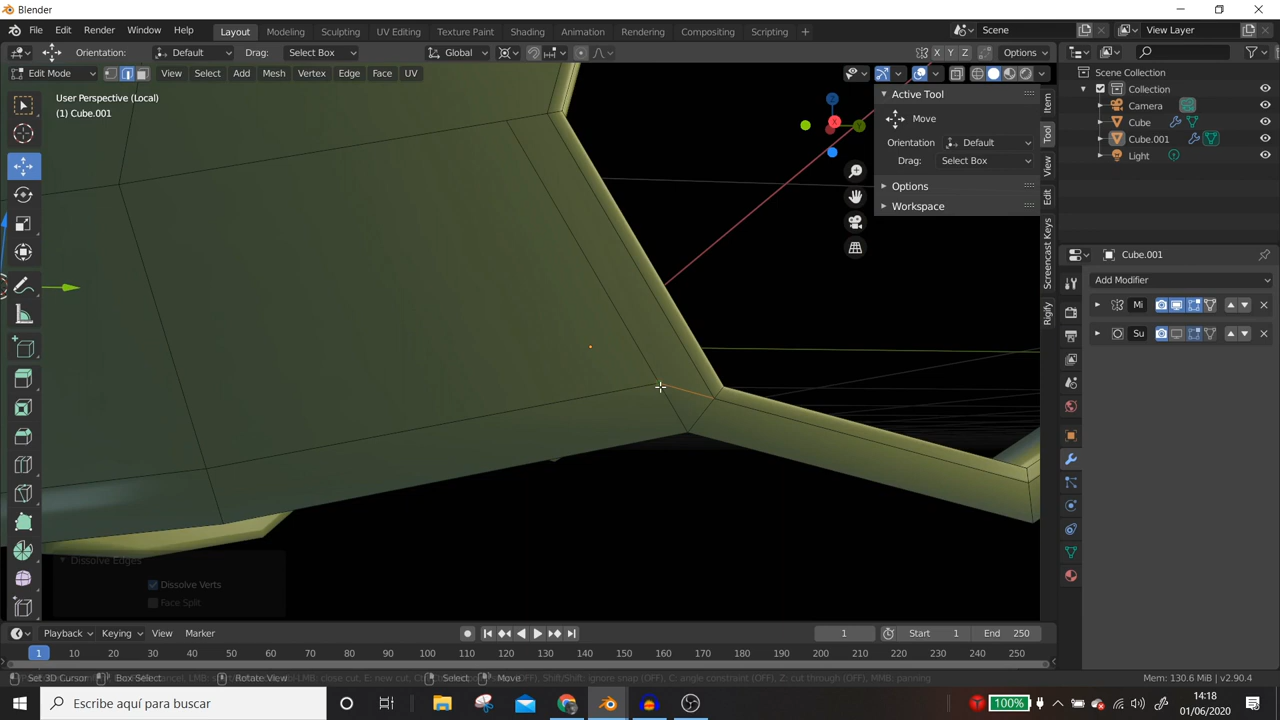 Blender
File Edit Render Window Help
Layout Modeling Sculpting UV Editing Texture Paint Shading Animation Rendering Compositing Scripting +
Scene
View Layer
Orientation: Default Drag: Select Box Global X Y Z Options
Edit Mode View Select Add Mesh Vertex Edge Face UV
User Perspective (Local)
(1) Cube.001
Active Tool
Move
Orientation Default
Drag: Select Box
Options
Workspace
Item
Tool
View
Edit
Screencast Keys
Rigify
Z
X
Y
Scene Collection
Collection
Camera
Cube
Cube.001
Light
Cube.001
Add Modifier
Mi
Su
Dissolve Edges
Dissolve Verts
Face Split
Playback Keying View Marker 1 Start 1 End 250
1 10 20 30 40 50 60 70 80 90 100 110 120 130 140 150 160 170 180 190 200 210 220 230 240 250
Set 3D Cursor Box Select Rotate View Select Move
Mem: 130.6 MiB | v2.90.4
Escribe aquí para buscar
100%
14:18
01/06/2020